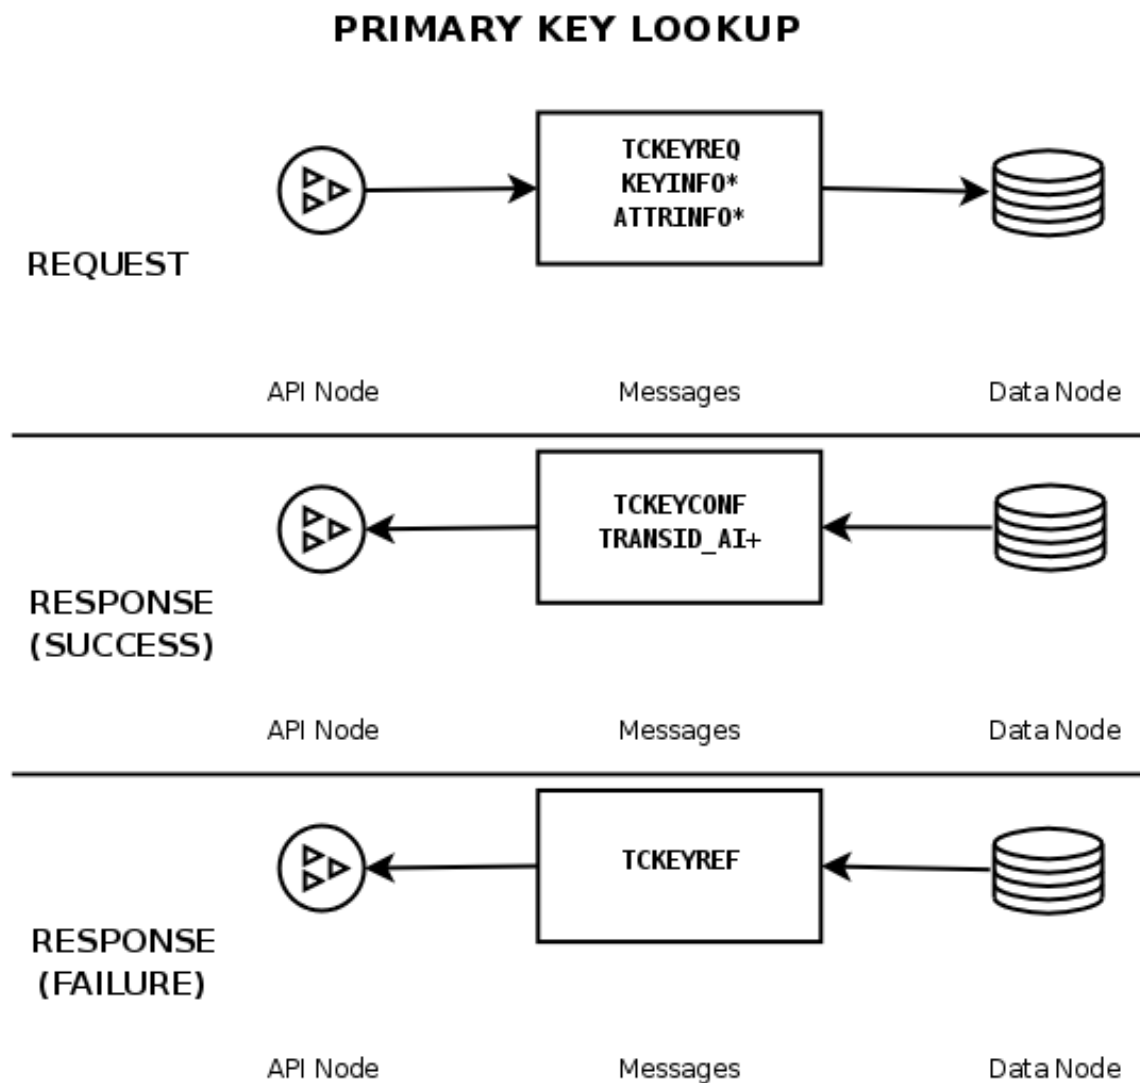 PRIMARY KEY LOOKUP
TCKEYREQ
KEYINFO*
ATTRINFO*
REQUEST
API Node
Messages
Data Node
TCKEYCONF
TRANSID_AI+
RESPONSE
(SUCCESS)
API Node
Messages
Data Node
TCKEYREF
RESPONSE
(FAILURE)
API Node
Messages
Data Node